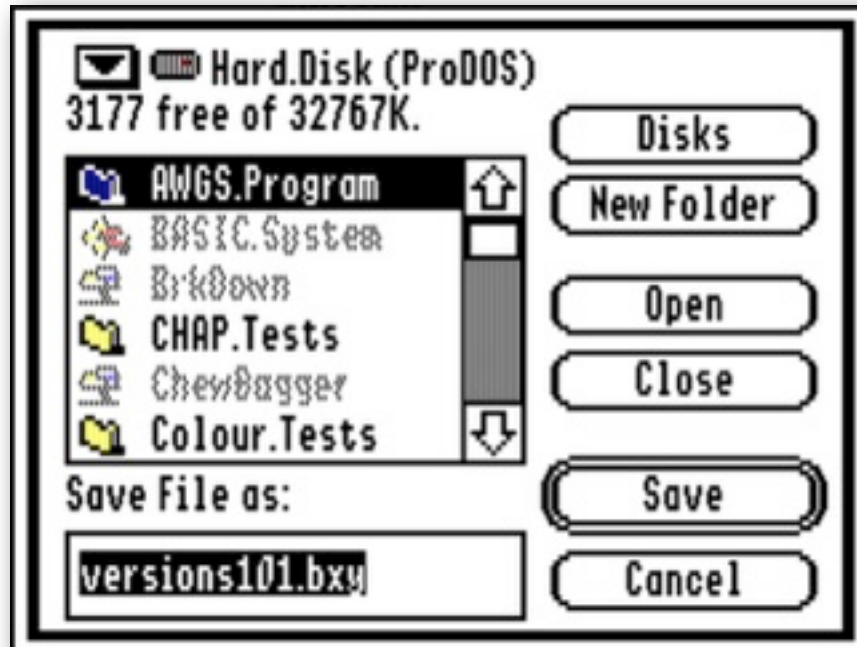 Hard.Disk (ProDOS)
3177 free of 32767K.
AWGS.Program
BASIC.System
BrkDown
CHAP.Tests
ChewBagger
Colour.Tests
Save File as:
versions101.bxy
Disks
New Folder
Open
Close
Save
Cancel